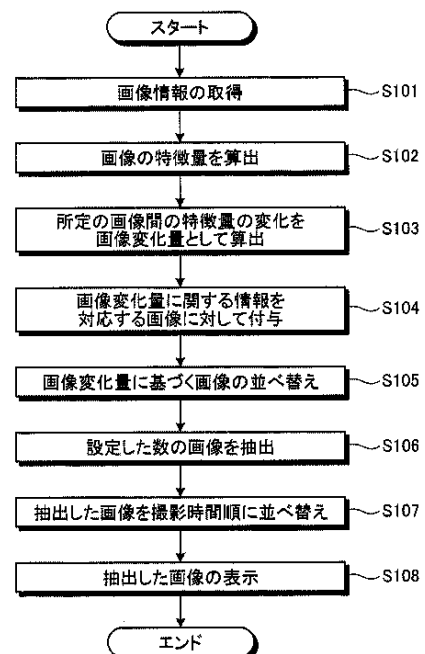 スタート
画像情報の取得
S101
画像の特徴量を算出
S102
所定の画像間の特徴量の変化を
画像変化量として算出
S103
画像変化量に関する情報を
対応する画像に対して付与
S104
画像変化量に基づく画像の並べ替え
S105
設定した数の画像を抽出
S106
抽出した画像を撮影時間順に並べ替え
S107
抽出した画像の表示
S108
エンド